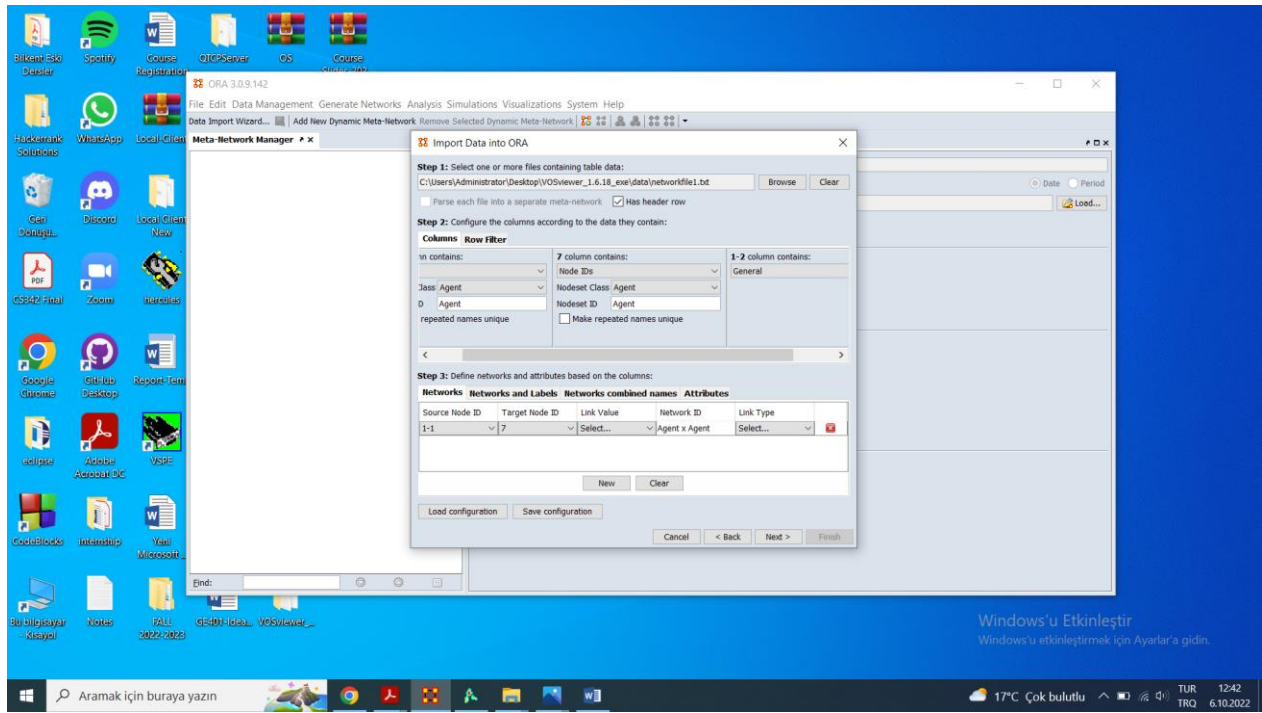 Bilkent Eski
Dersler
Spotify
Course
Registration
QTCPServer
OS
Course
ORA 3.0.9.142
File Edit Data Management Generate Networks Analysis Simulations Visualizations System Help
Data Import Wizard... Add New Dynamic Meta-Network Remove Selected Dynamic Meta-Network
Meta-Network Manager
Hackerrank
Solutions
WhatsApp
Local-Client
Import Data into ORA
Step 1: Select one or more files containing table data:
C:\Users\Administrator\Desktop\VOSviewer_1.6.18_exe\data\networkfile1.txt
Browse
Clear
Parse each file into a separate meta-network
Has header row
Date
Period
Load...
Step 2: Configure the columns according to the data they contain:
Columns Row Filter
nn contains:
7 column contains:
1-2 column contains:
Node IDs
General
Class Agent
Nodeset Class Agent
D Agent
Nodeset ID Agent
repeated names unique
Make repeated names unique
Step 3: Define networks and attributes based on the columns:
Networks Networks and Labels Networks combined names Attributes
Source Node ID Target Node ID Link Value Network ID Link Type
1-1 7 Select... Agent x Agent Select...
New Clear
Load configuration Save configuration
Cancel < Back Next > Finish
Find:
Geri
Dönüşü...
Discord
Local Client
New
PDF
CS342 Final
Zoom
hercules
Google
Chrome
GitHub
Desktop
Report-Tem
eclipse
Adobe
Acrobat DC
VSPE
CodeBlocks
internship
Yeni
Microsoft ...
Bu bilgisayar
- Kısayol
Notes
FALL
2022-2023
GE401-Idea...
VOSviewer_...
Windows'u Etkinleştir
Windows'u etkinleştirmek için Ayarlar'a gidin.
Aramak için buraya yazın
17°C Çok bulutlu
TUR
TRQ
12:42
6.10.2022